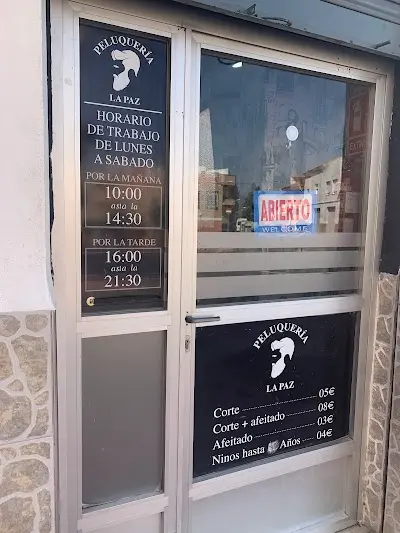 PELUQUERÍA
LA PAZ
HORARIO
DE TRABAJO
DE LUNES
A SABADO
POR LA MAÑANA
10:00
asta la
14:30
POR LA TARDE
16:00
asta la
21:30
ABIERTO
WELCOME
PELUQUERÍA
LA PAZ
Corte 05€
Corte + afeitado 08€
Afeitado 03€
Ninos hasta Años 04€